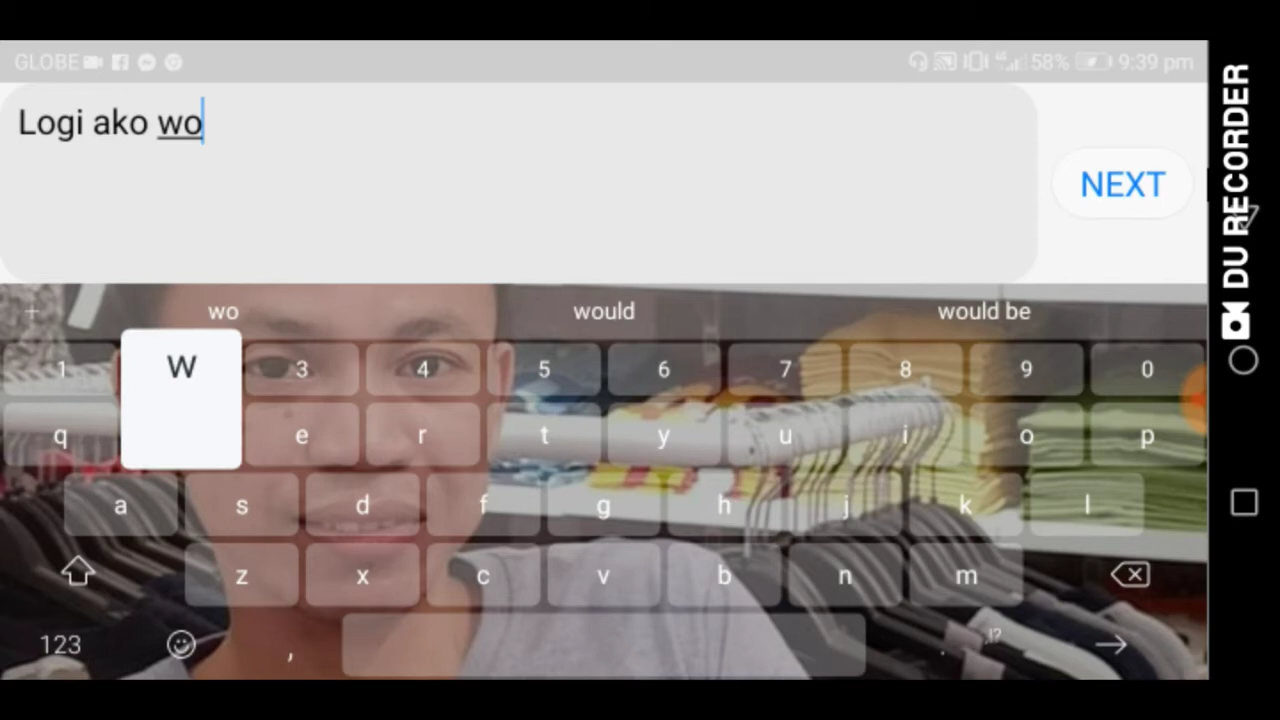 GLOBE 58% 9:39 pm
Logi ako wo
NEXT
+ wo would would be
1 W 3 4 5 6 7 8 9 0
q e r t y u i o p
a s d f g h j k l
z x c v b n m
123 , . !?
DU RECORDER